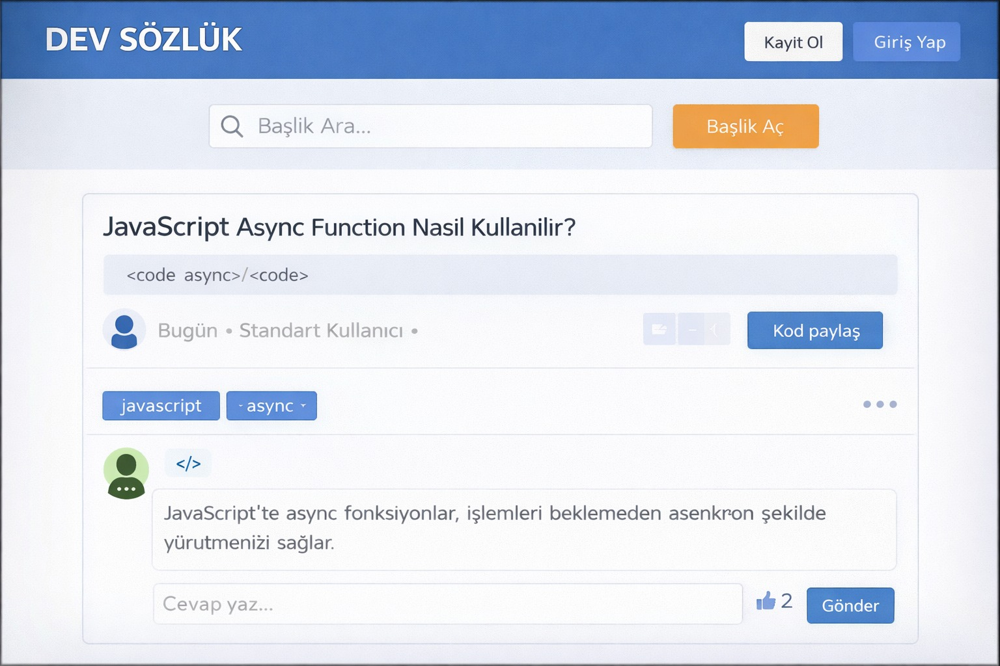 DEV SÖZLÜK
Kayit Ol
Giriş Yap
Başlik Ara...
Başlik Aç
JavaScript Async Function Nasil Kullanilir?
<code async>/<code>
Bugün • Standart Kullanıcı •
Kod paylaş
javascript
async
</>
JavaScript'te async fonksiyonlar, işlemleri beklemeden asenkron şekilde
yürutmenizi sağlar.
Cevap yaz...
2
Gönder